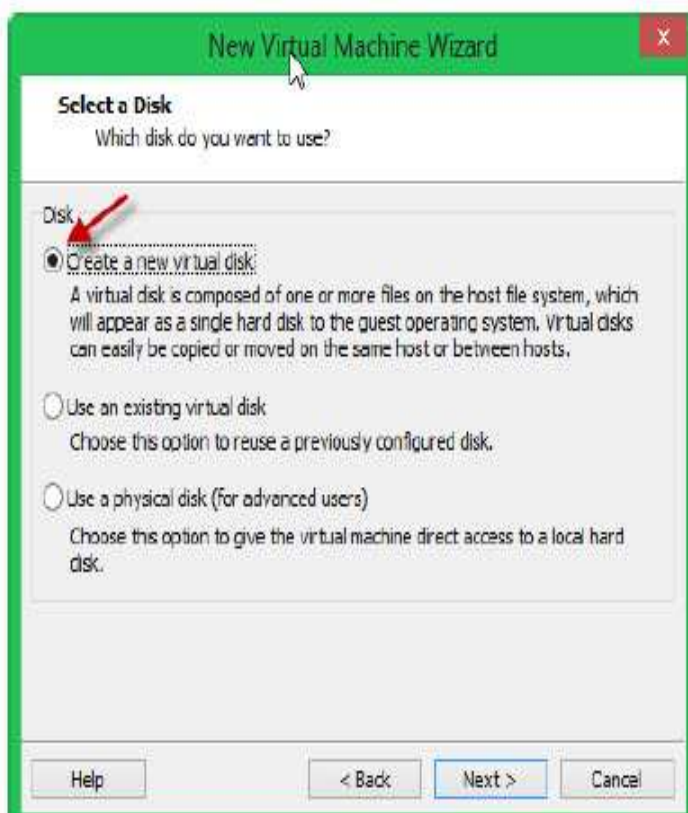 New Virtual Machine Wizard
X
Select a Disk
Which disk do you want to use?
Disk
Create a new virtual disk
A virtual disk is composed of one or more files on the host file system, which
will appear as a single hard disk to the guest operating system. Virtual disks
can easily be copied or moved on the same host or between hosts.
Use an existing virtual disk
Choose this option to reuse a previously configured disk.
Use a physical disk (for advanced users)
Choose this option to give the virtual machine direct access to a local hard
disk.
Help
< Back
Next >
Cancel